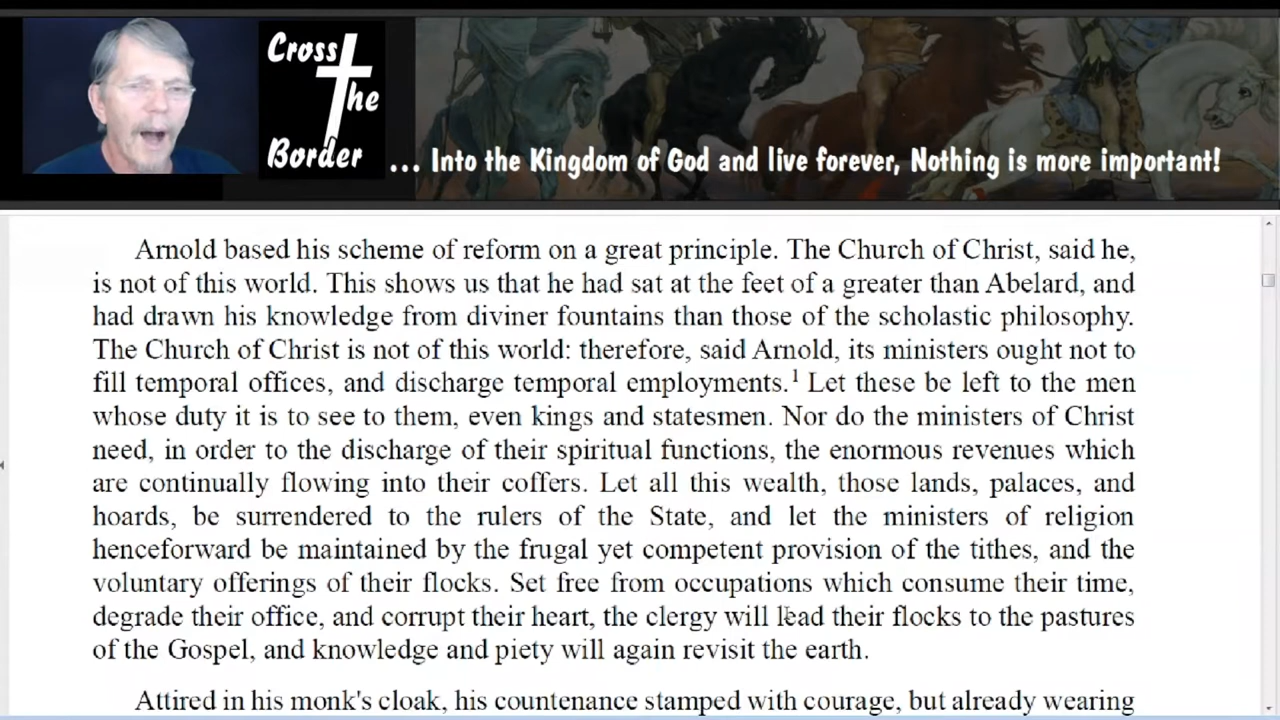 Cross
The
Border
... Into the Kingdom of God and live forever, Nothing is more important!
Arnold based his scheme of reform on a great principle. The Church of Christ, said he,
is not of this world. This shows us that he had sat at the feet of a greater than Abelard, and
had drawn his knowledge from diviner fountains than those of the scholastic philosophy.
The Church of Christ is not of this world: therefore, said Arnold, its ministers ought not to
fill temporal offices, and discharge temporal employments.¹ Let these be left to the men
whose duty it is to see to them, even kings and statesmen. Nor do the ministers of Christ
need, in order to the discharge of their spiritual functions, the enormous revenues which
are continually flowing into their coffers. Let all this wealth, those lands, palaces, and
hoards, be surrendered to the rulers of the State, and let the ministers of religion
henceforward be maintained by the frugal yet competent provision of the tithes, and the
voluntary offerings of their flocks. Set free from occupations which consume their time,
degrade their office, and corrupt their heart, the clergy will lead their flocks to the pastures
of the Gospel, and knowledge and piety will again revisit the earth.
Attired in his monk's cloak, his countenance stamped with courage, but already wearing